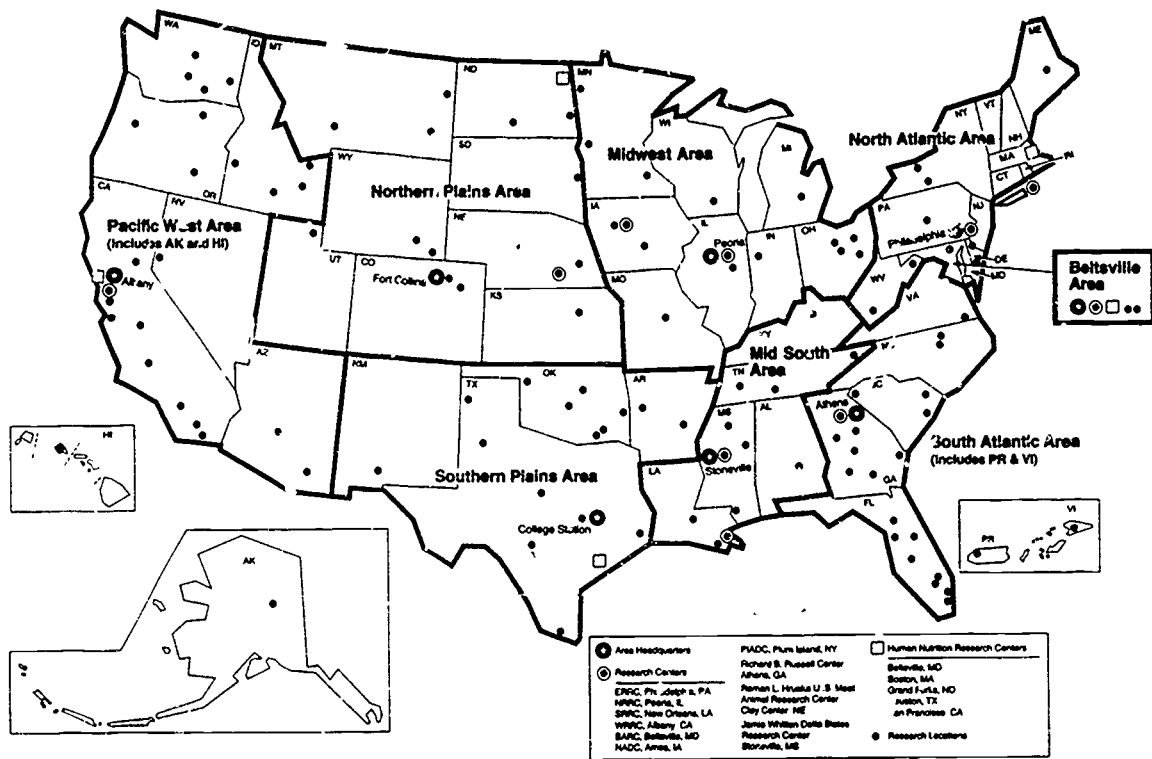 WA
MT
ND
MN
ME
VT
NY
NH
MA
CT
North Atlantic Area
WI
MI
Midwest Area
SD
WY
Northern Plains Area
OR
CA
NV
Pacific West Area
(Includes AK and HI)
NE
IA
IL
IN
OH
PA
NJ
Peoria
Philadelphia
DE
MD
Beltsville
Area
Albany
UT
CO
Fort Collins
MO
KS
WV
VA
Mid South
Area
AZ
TX
OK
AR
TN
MS
AL
Athens
GA
South Atlantic Area
(Includes PR & VI)
HI
Southern Plains Area
LA
Stoneville
FL
College Station
VI
PR
AK
Area Headquarters
Research Centers
NRRC, Peoria, IL
SRRC, New Orleans, LA
WRRC, Albany, CA
BARC, Beltsville, MD
NADC, Ames, IA
PIADC, Plum Island, NY
Richard B. Russell Center
Athens, GA
Roman L. Hruska U.S. Meat
Animal Research Center
Clay Center, NE
Jamie Whitten Delta States
Research Center
Stoneville, MS
Human Nutrition Research Centers
Beltsville, MD
Boston, MA
Grand Forks, ND
Research Locations